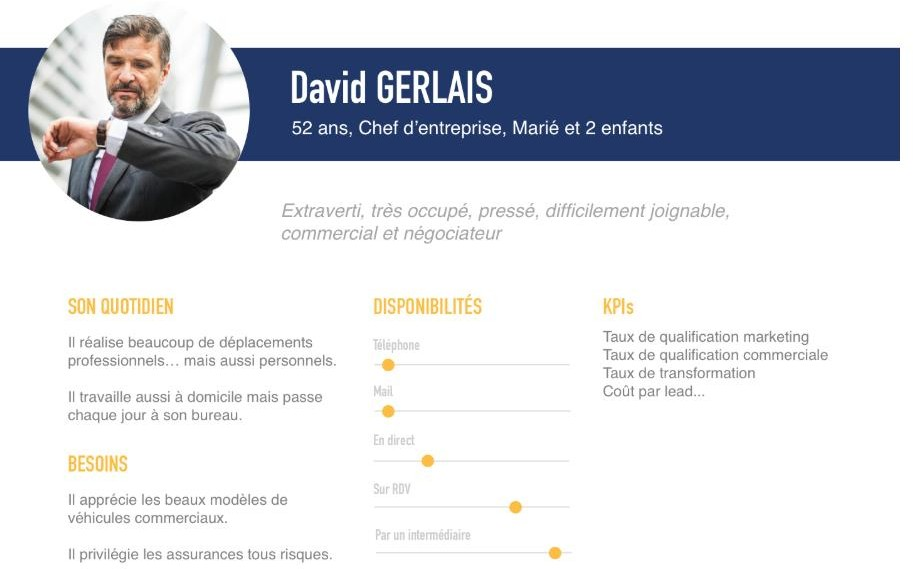 David GERLAIS
52 ans, Chef d'entreprise, Marié et 2 enfants
Extraverti, très occupé, pressé, difficilement joignable,
commercial et négociateur
SON QUOTIDIEN
Il réalise beaucoup de déplacements
professionnels… mais aussi personnels.
Il travaille aussi à domicile mais passe
chaque jour à son bureau.
BESOINS
Il apprécie les beaux modèles de
véhicules commerciaux.
Il privilégie les assurances tous risques.
DISPONIBILITÉS
Téléphone
Mail
En direct
Sur RDV
Par un intermédiaire
KPIs
Taux de qualification marketing
Taux de qualification commerciale
Taux de transformation
Coût par lead...